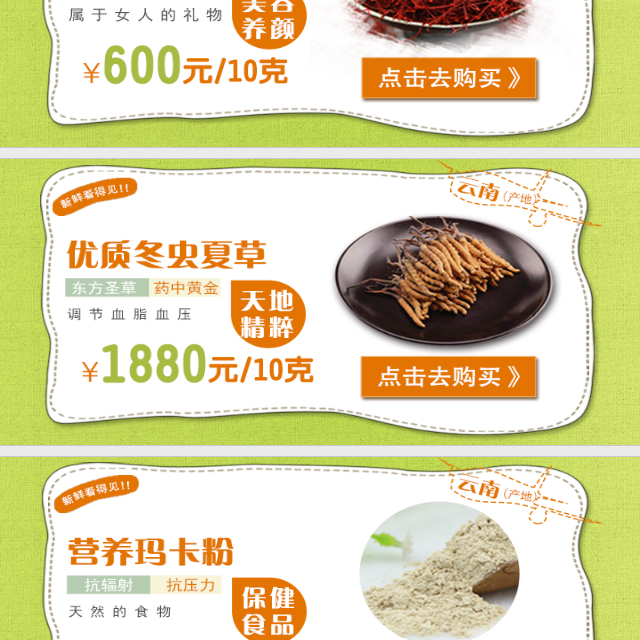 美容
养颜
属于女人的礼物
¥600元/10克
点击去购买》
新鲜看得见!!
云南(产地)
优质冬虫夏草
东方圣草 药中黄金
调节血脂血压
天地
精粹
¥1880元/10克
点击去购买》
新鲜看得见!!
云南(产地)
营养玛卡粉
抗辐射 抗压力
天然的食物
保健
食品